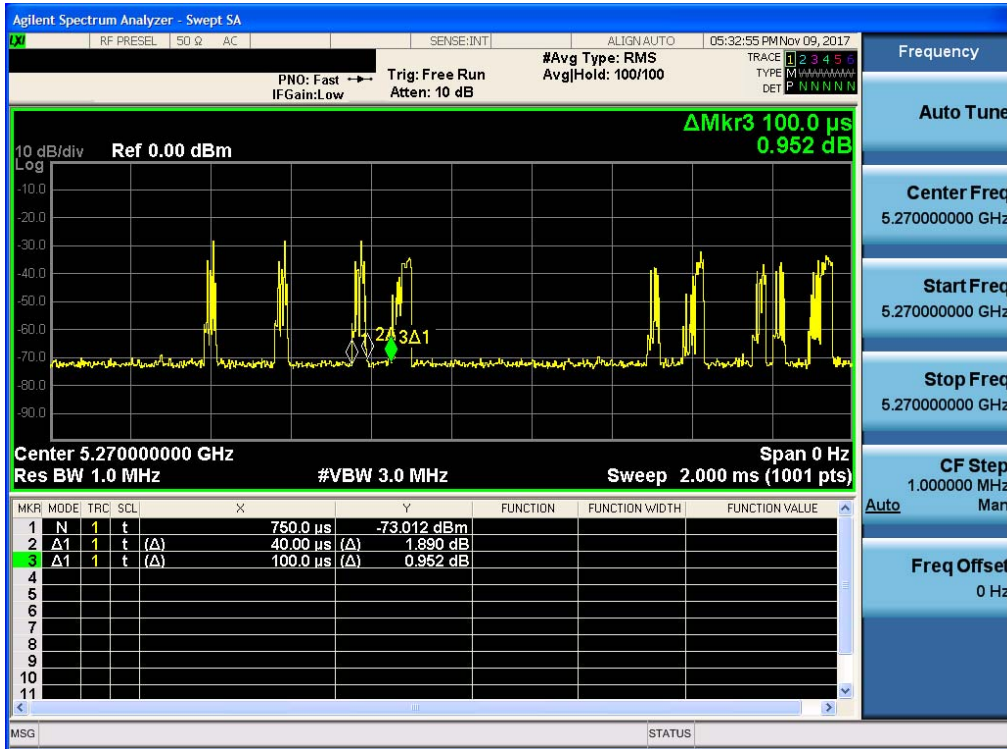 Agilent Spectrum Analyzer - Swept SA
LXI RF PRESEL 50 Ω AC SENSE:INT ALIGN AUTO 05:32:55 PM Nov 09, 2017
PNO: Fast Trig: Free Run #Avg Type: RMS TRACE 1 2 3 4 5 6
IFGain:Low Atten: 10 dB Avg|Hold: 100/100 TYPE M WWWWW
DET P N N N N N
ΔMkr3 100.0 µs
0.952 dB
10 dB/div Ref 0.00 dBm
Log
-10.0
-20.0
-30.0
-40.0
-50.0
-60.0
2Δ 3Δ1
-70.0
-80.0
-90.0
Center 5.270000000 GHz Span 0 Hz
Res BW 1.0 MHz #VBW 3.0 MHz Sweep 2.000 ms (1001 pts)
MKR MODE TRC SCL X Y FUNCTION FUNCTION WIDTH FUNCTION VALUE
1 N 1 t 750.0 µs -73.012 dBm
2 Δ1 1 t (Δ) 40.00 µs (Δ) 1.890 dB
3 Δ1 1 t (Δ) 100.0 µs (Δ) 0.952 dB
4
5
6
7
8
9
10
11
MSG STATUS
Frequency
Auto Tune
Center Freq
5.270000000 GHz
Start Freq
5.270000000 GHz
Stop Freq
5.270000000 GHz
CF Step
1.000000 MHz
Auto Man
Freq Offset
0 Hz